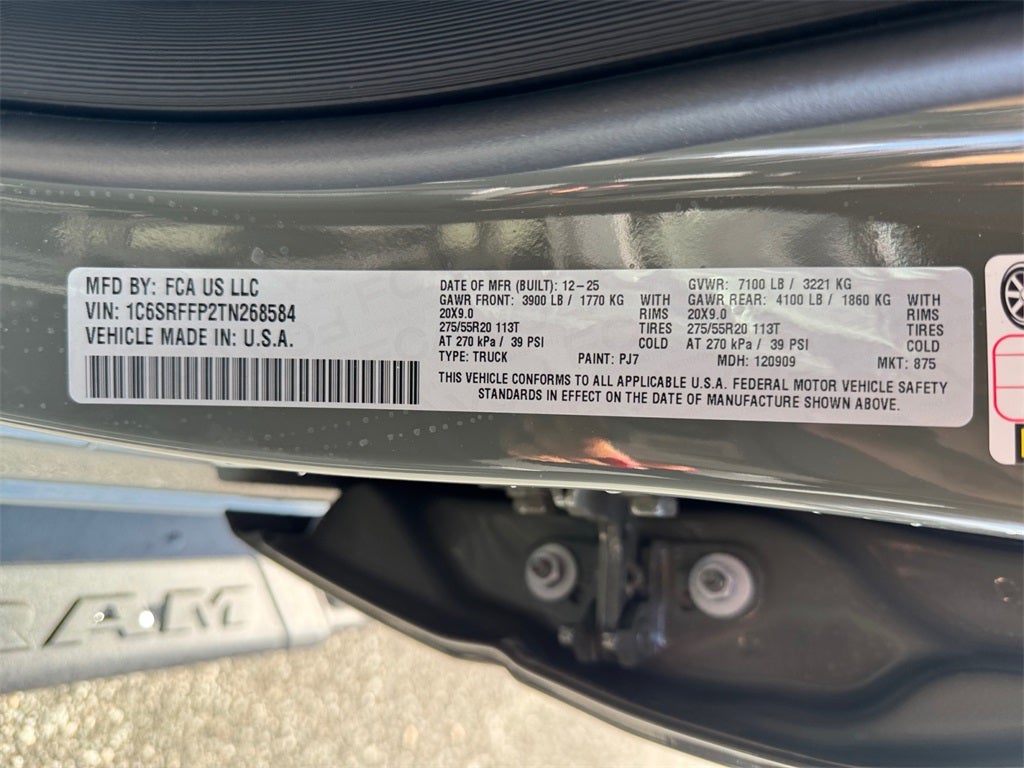 MFD BY: FCA US LLC
VIN: 1C6SRFFP2TN268584
VEHICLE MADE IN: U.S.A.
DATE OF MFR (BUILT): 12-25
GAWR FRONT: 3900 LB / 1770 KG WITH
20X9.0 RIMS
275/55R20 113T TIRES
AT 270 kPa / 39 PSI COLD
TYPE: TRUCK PAINT: PJ7
GVWR: 7100 LB / 3221 KG
GAWR REAR: 4100 LB / 1860 KG WITH
20X9.0 RIMS
275/55R20 113T TIRES
AT 270 kPa / 39 PSI COLD
MDH: 120909 MKT: 875
THIS VEHICLE CONFORMS TO ALL APPLICABLE U.S.A. FEDERAL MOTOR VEHICLE SAFETY
STANDARDS IN EFFECT ON THE DATE OF MANUFACTURE SHOWN ABOVE.
RAM